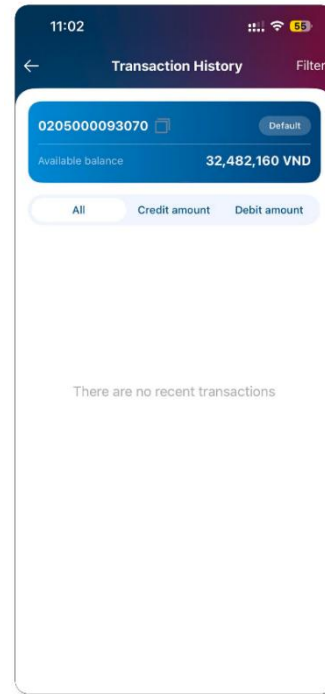 11:02 55
Transaction History Filter
0205000093070 Default
Available balance 32,482,160 VND
All Credit amount Debit amount
There are no recent transactions